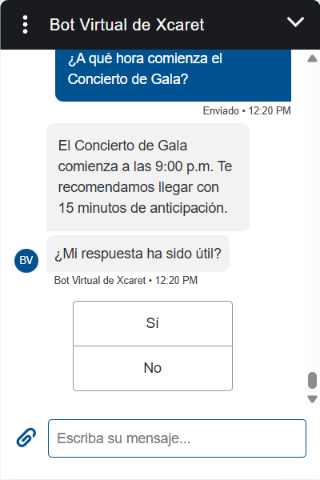 Bot Virtual de Xcaret
¿A qué hora comienza el
Concierto de Gala?
Enviado • 12:20 PM
El Concierto de Gala
comienza a las 9:00 p.m. Te
recomendamos llegar con
15 minutos de anticipación.
¿Mi respuesta ha sido útil?
BV
Bot Virtual de Xcaret • 12:20 PM
Sí
No
Escriba su mensaje...